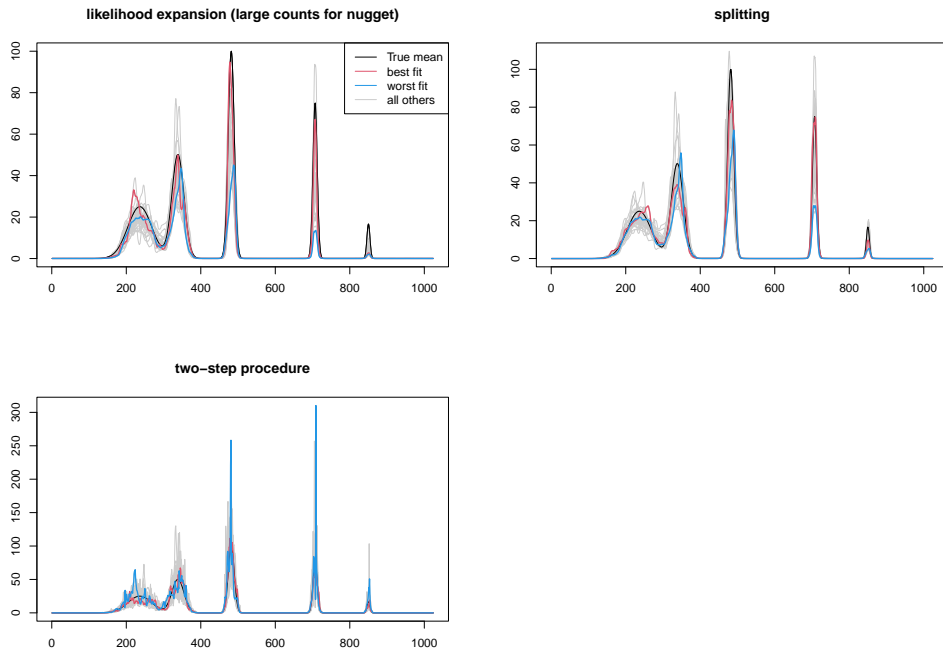 likelihood expansion (large counts for nugget)
100
80
60
40
20
0
0 200 400 600 800 1000
True mean
best fit
worst fit
all others
splitting
100
80
60
40
20
0
0 200 400 600 800 1000
two−step procedure
300
250
200
150
100
50
0
0 200 400 600 800 1000